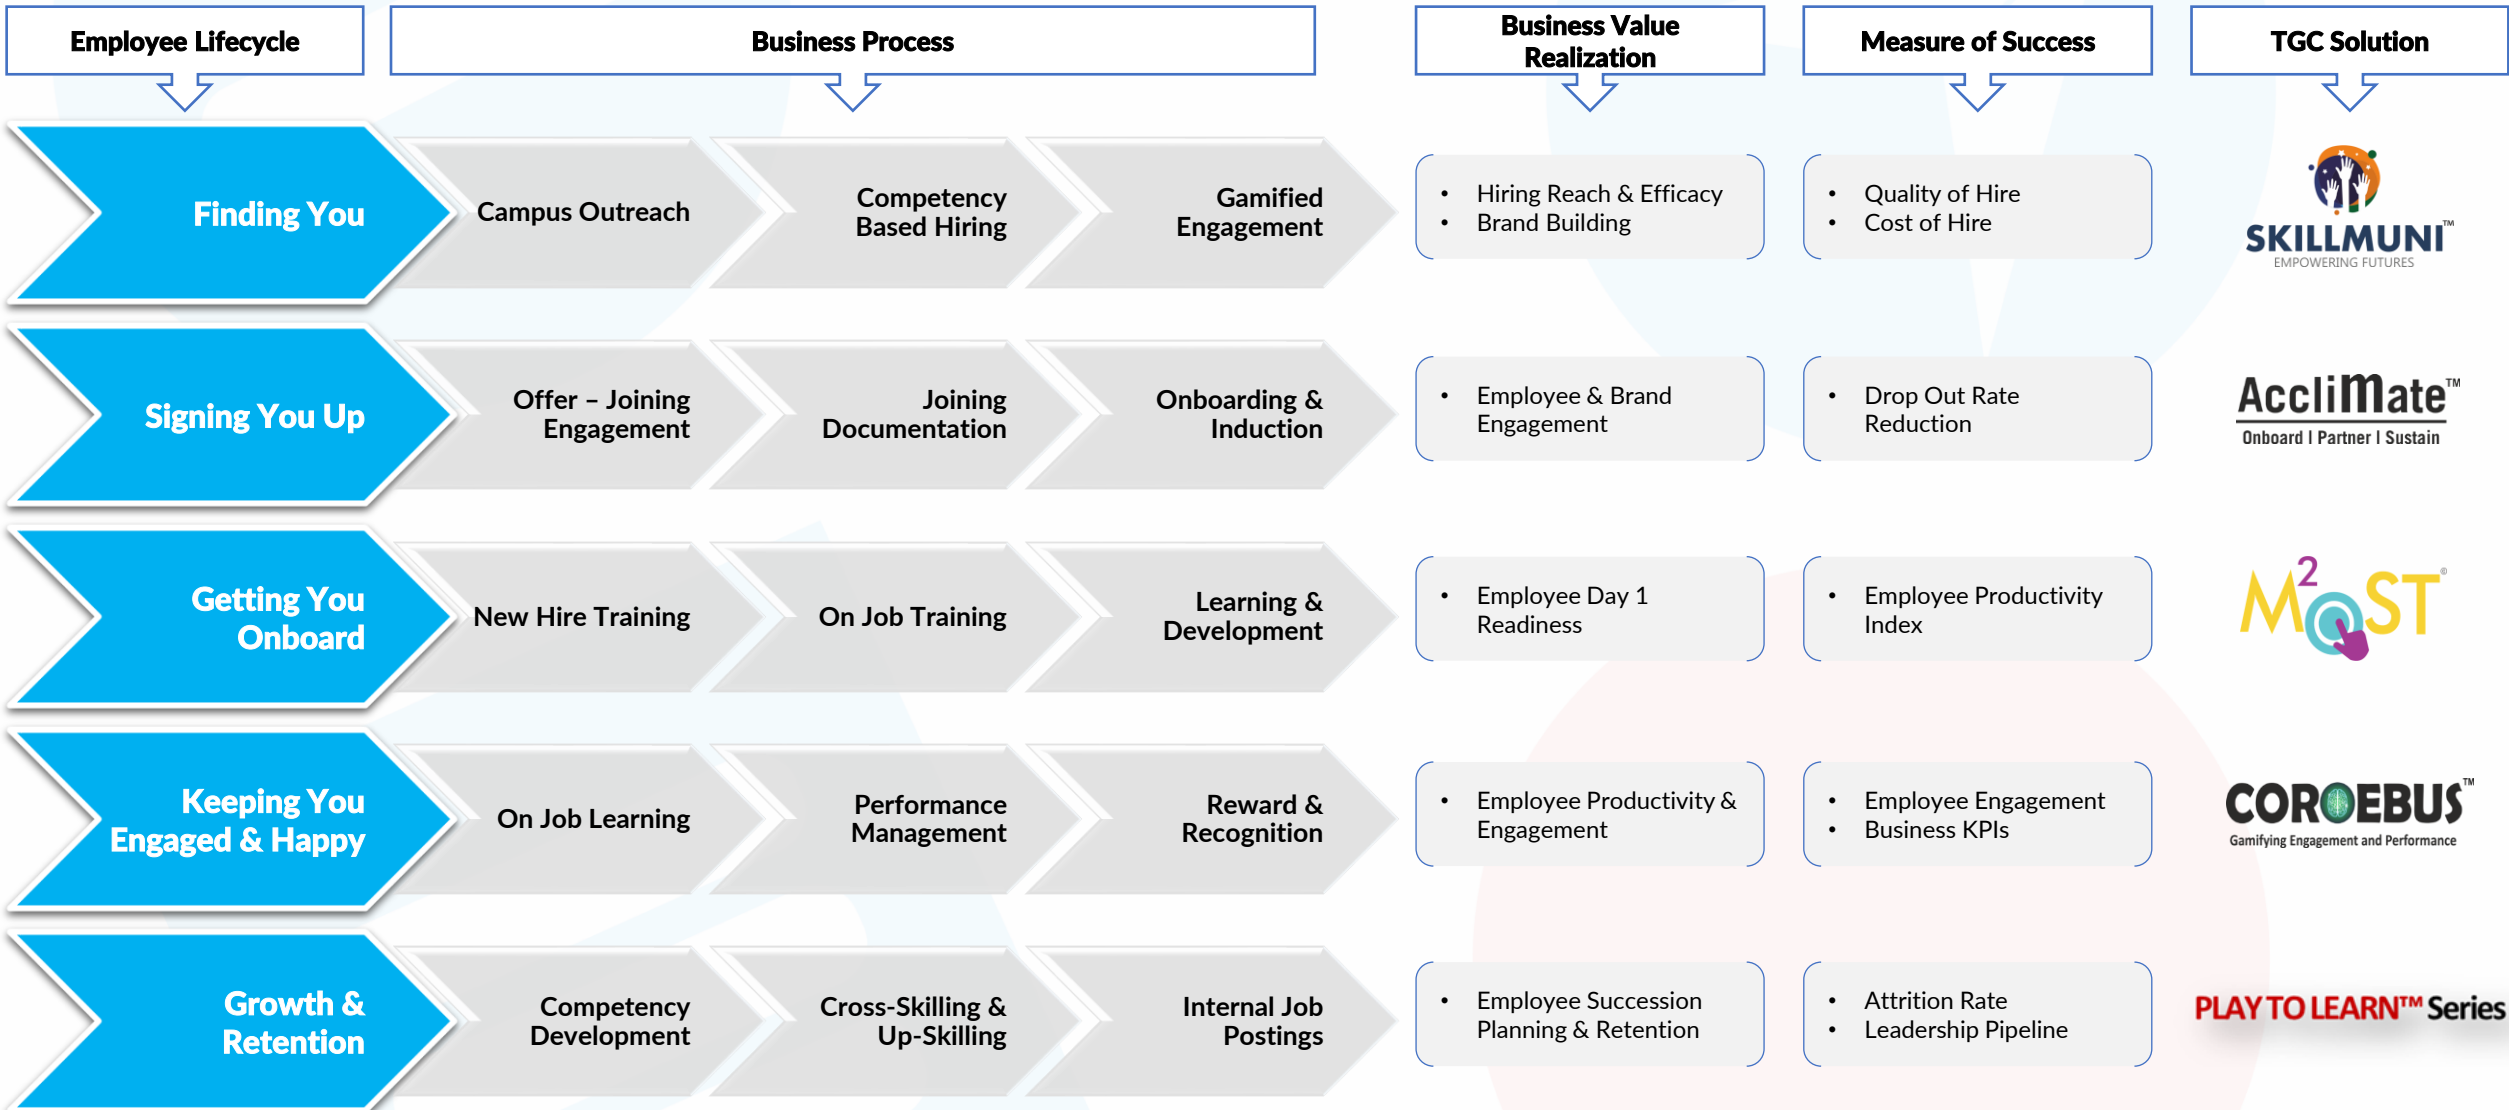 Employee Lifecycle
Business Process
Business Value
Realization
Measure of Success
TGC Solution
Finding You
Campus Outreach
Competency
Based Hiring
Gamified
Engagement
• Hiring Reach & Efficacy
• Brand Building
• Quality of Hire
• Cost of Hire
SKILLMUNI™
EMPOWERING FUTURES
Signing You Up
Offer – Joining
Engagement
Joining
Documentation
Onboarding &
Induction
• Employee & Brand
Engagement
• Drop Out Rate
Reduction
AccliMate™
Onboard | Partner | Sustain
Getting You
Onboard
New Hire Training
On Job Training
Learning &
Development
• Employee Day 1
Readiness
• Employee Productivity
Index
M2OST©
Keeping You
Engaged & Happy
On Job Learning
Performance
Management
Reward &
Recognition
• Employee Productivity &
Engagement
• Employee Engagement
• Business KPIs
COROEBUS™
Gamifying Engagement and Performance
Growth &
Retention
Competency
Development
Cross-Skilling &
Up-Skilling
Internal Job
Postings
• Employee Succession
Planning & Retention
• Attrition Rate
• Leadership Pipeline
PLAY TO LEARN™ Series